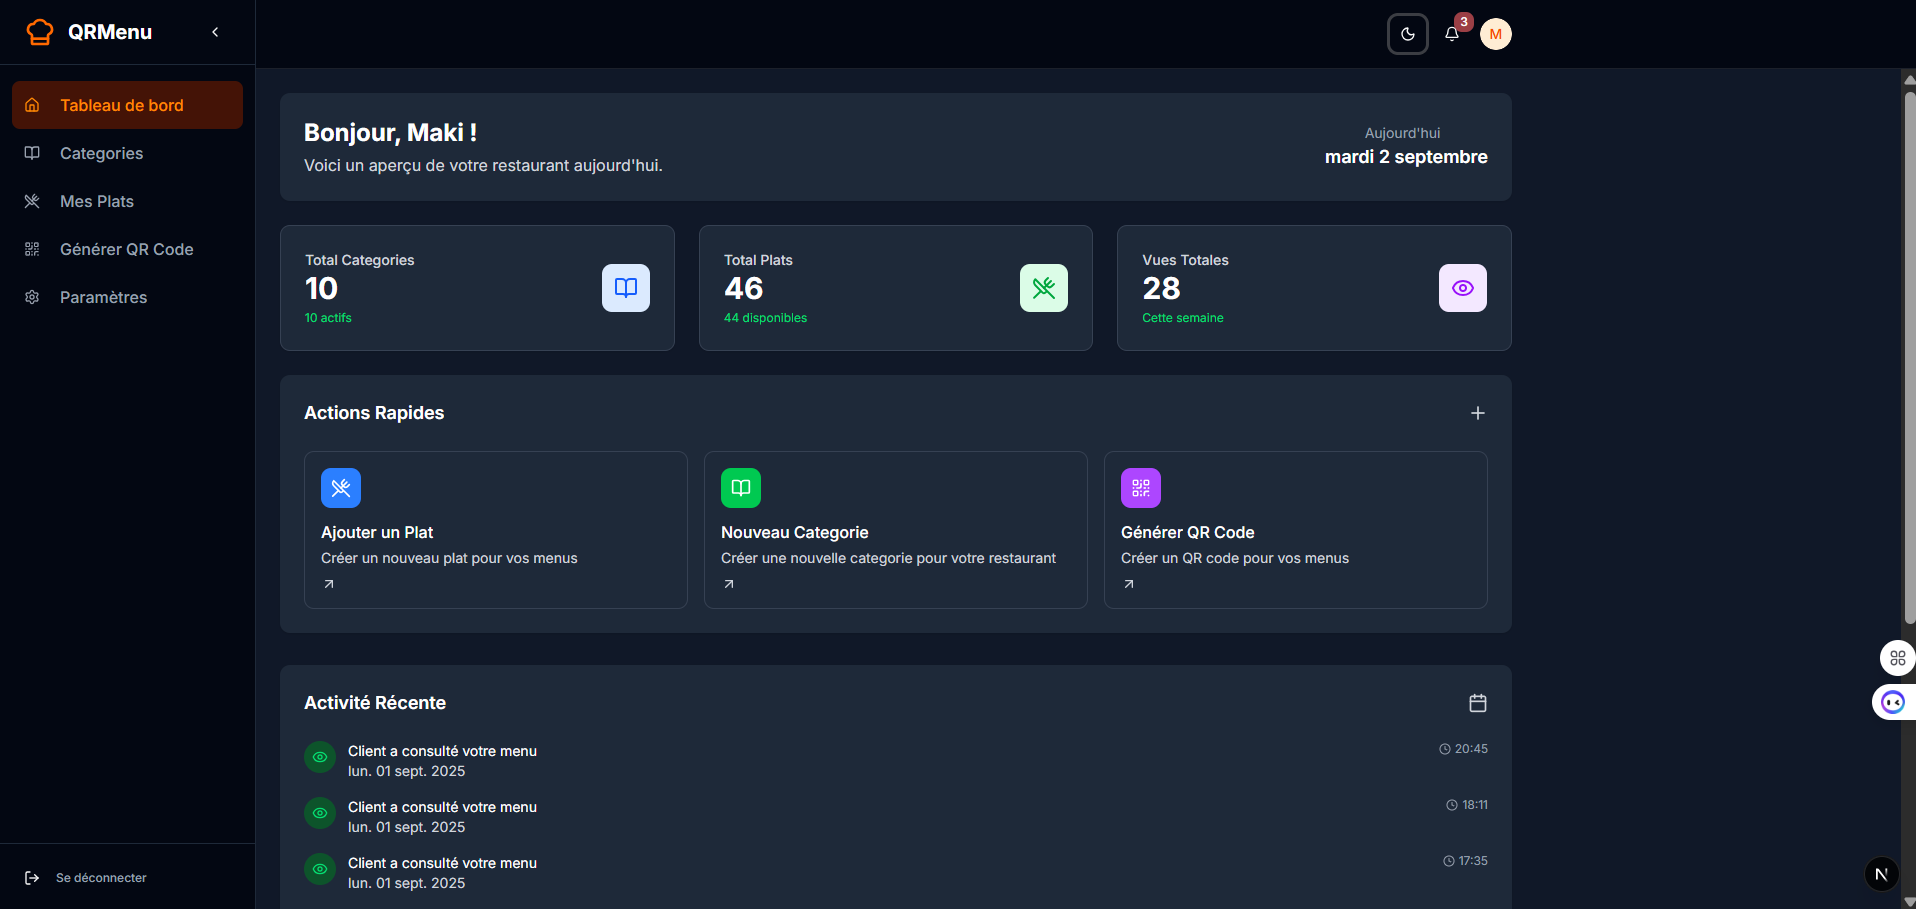 QRMenu
3
M
Tableau de bord
Categories
Mes Plats
Générer QR Code
Paramètres
Se déconnecter
Bonjour, Maki !
Voici un aperçu de votre restaurant aujourd'hui.
Aujourd'hui
mardi 2 septembre
Total Categories
10
10 actifs
Total Plats
46
44 disponibles
Vues Totales
28
Cette semaine
Actions Rapides
Ajouter un Plat
Créer un nouveau plat pour vos menus
Nouveau Categorie
Créer une nouvelle categorie pour votre restaurant
Générer QR Code
Créer un QR code pour vos menus
Activité Récente
Client a consulté votre menu
20:45
lun. 01 sept. 2025
Client a consulté votre menu
18:11
lun. 01 sept. 2025
Client a consulté votre menu
17:35
lun. 01 sept. 2025
N